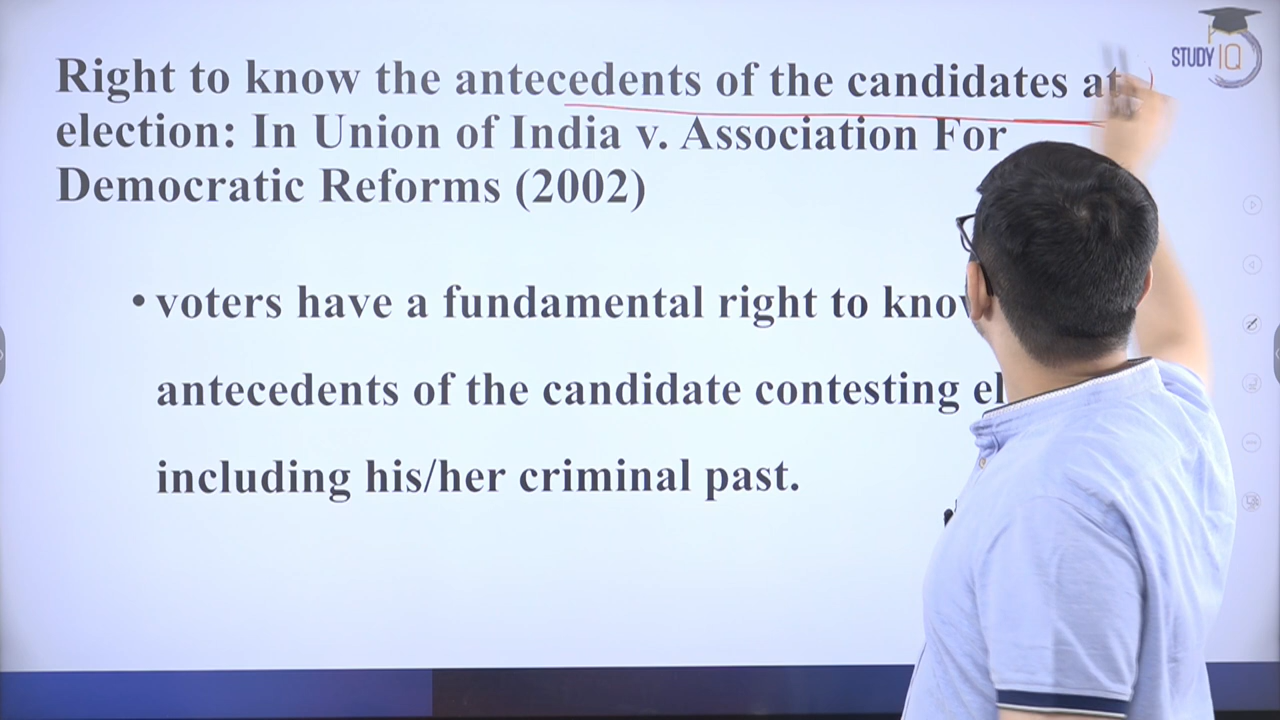 STUDY IQ
Right to know the antecedents of the candidates at
election: In Union of India v. Association For
Democratic Reforms (2002)
• voters have a fundamental right to
antecedents of the candidate contesting
including his/her criminal past.